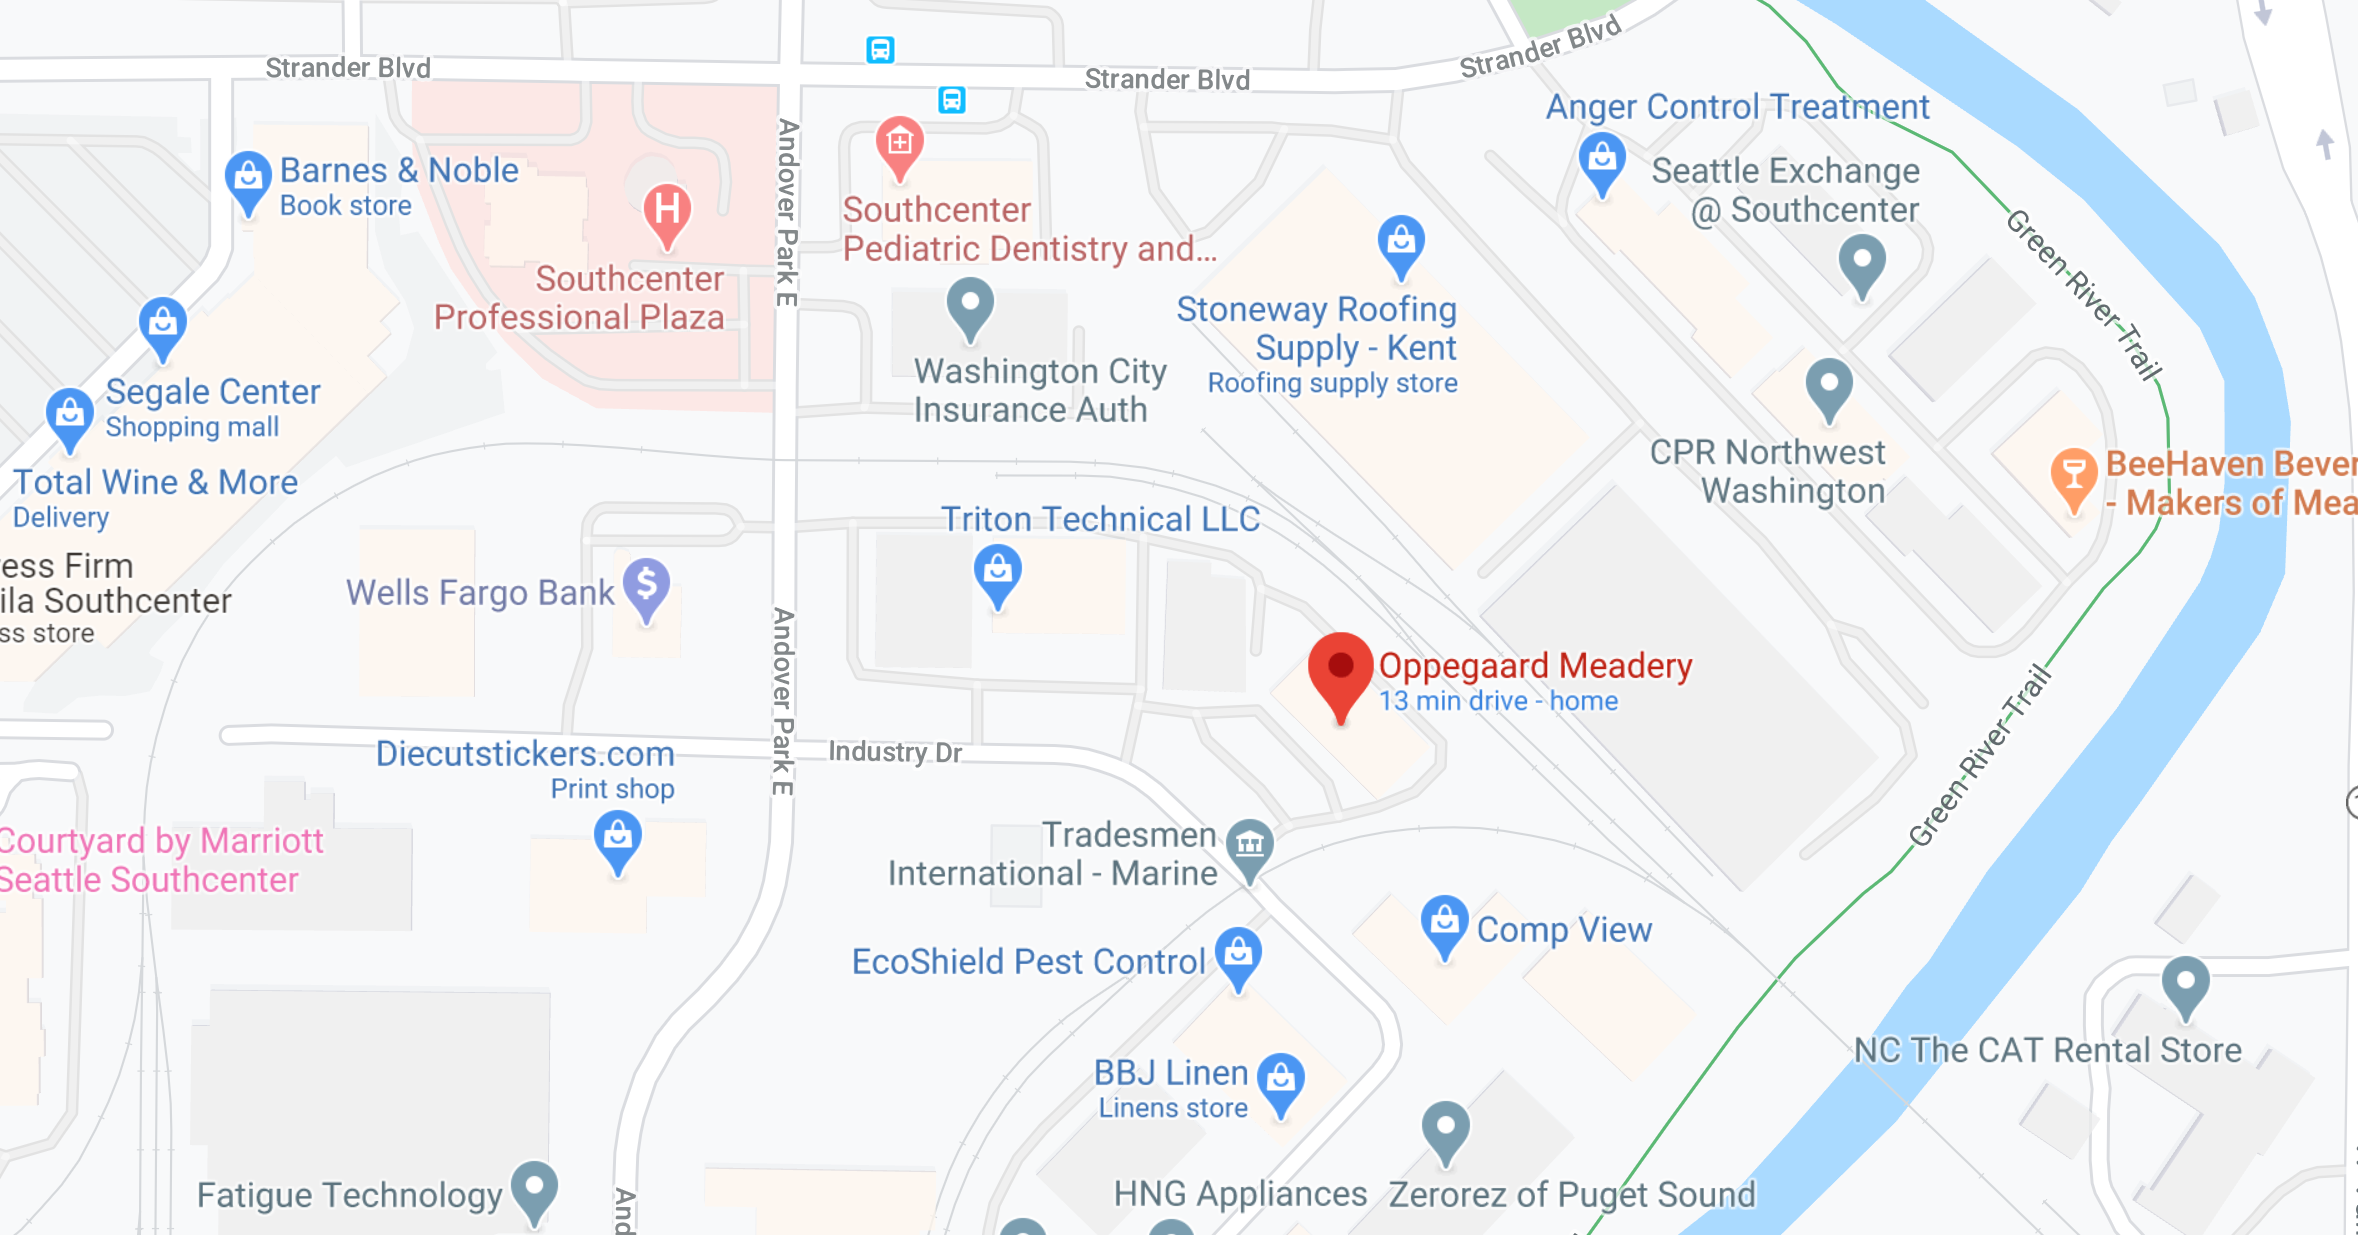 Strander Blvd
Strander Blvd
Strander Blvd
Anger Control Treatment
Barnes & Noble
Book store
Andover Park E
Seattle Exchange
@ Southcenter
Southcenter
Pediatric Dentistry and...
Green River Trail
H
Southcenter
Professional Plaza
Stoneway Roofing
Supply - Kent
Roofing supply store
Washington City
Insurance Auth
Segale Center
Shopping mall
CPR Northwest
Washington
BeeHaven Bever
- Makers of Mea
Total Wine & More
Delivery
Triton Technical LLC
ess Firm
ila Southcenter
ss store
Wells Fargo Bank
$
Andover Park E
Oppegaard Meadery
13 min drive - home
Green River Trail
Diecutstickers.com
Print shop
Industry Dr
Courtyard by Marriott
Seattle Southcenter
Tradesmen
International - Marine
Comp View
EcoShield Pest Control
NC The CAT Rental Store
BBJ Linen
Linens store
Fatigue Technology
And
HNG Appliances
Zerorez of Puget Sound